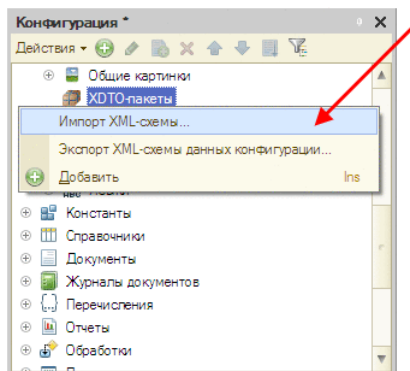 Конфигурация *
Действия
Общие картинки
XDTO-пакеты
Импорт XML-схемы...
Экспорт XML-схемы данных конфигурации...
Добавить Ins
Константы
Справочники
Документы
Журналы документов
Перечисления
Отчеты
Обработки